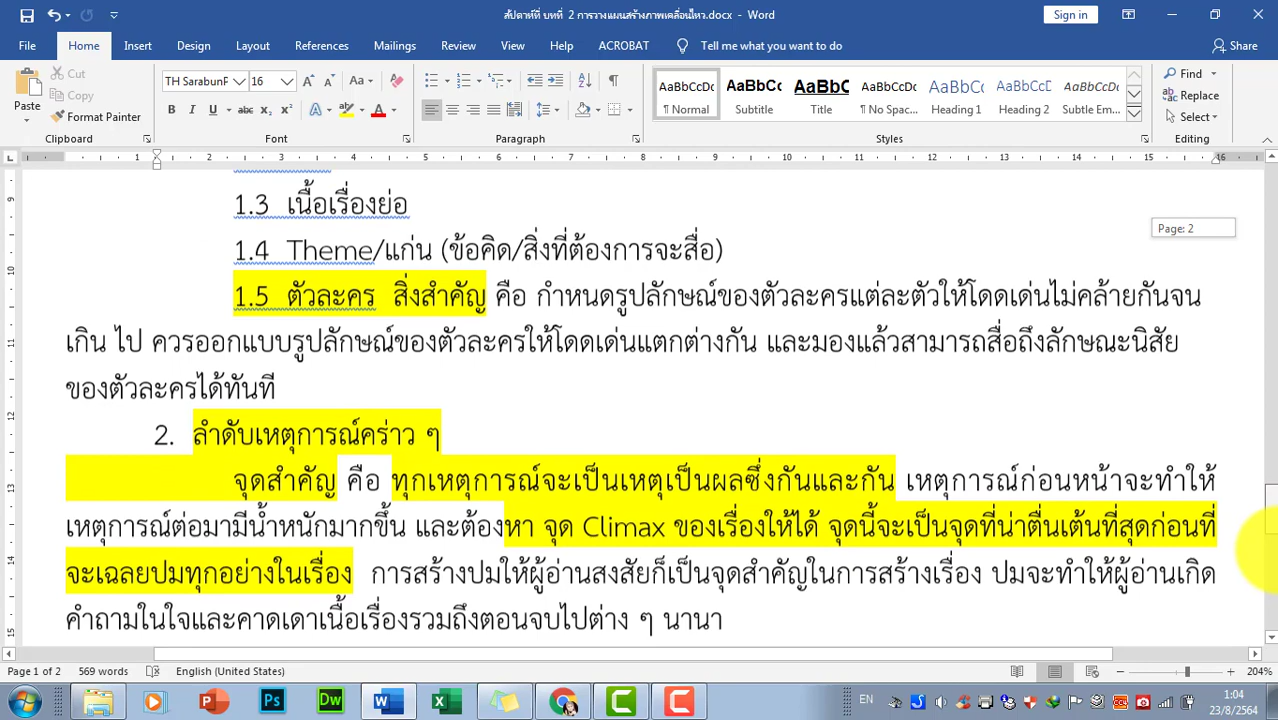 สัปดาห์ที่ บทที่ 2 การวางแผนสร้างภาพเคลื่อนไหว.docx - Word
Sign in
File Home Insert Design Layout References Mailings Review View Help ACROBAT Tell me what you want to do Share
Paste
Cut
Copy
Format Painter
Clipboard
TH SarabunF 16
Font
Paragraph
AaBbCcDd
¶ Normal
AaBbCc
Subtitle
AaBbCc
Title
AaBbCcDd
¶ No Spac...
AaBbCcD
Heading 1
AaBbCcD
Heading 2
AaBbCcDd
Subtle Em...
Styles
Find
Replace
Select
Editing
1 2 3 4 5 6 7 8 9 10 11 12 13 14 15 16
1.3 เนื้อเรื่องย่อ
Page: 2
1.4 Theme/แก่น (ข้อคิด/สิ่งที่ต้องการจะสื่อ)
1.5 ตัวละคร สิ่งสำคัญ คือ กำหนดรูปลักษณ์ของตัวละครแต่ละตัวให้โดดเด่นไม่คล้ายกันจน
เกิน ไป ควรออกแบบรูปลักษณ์ของตัวละครให้โดดเด่นแตกต่างกัน และมองแล้วสามารถสื่อถึงลักษณะนิสัย
ของตัวละครได้ทันที
2. ลำดับเหตุการณ์คร่าว ๆ
จุดสำคัญ คือ ทุกเหตุการณ์จะเป็นเหตุเป็นผลซึ่งกันและกัน เหตุการณ์ก่อนหน้าจะทำให้
เหตุการณ์ต่อมามีน้ำหนักมากขึ้น และต้องหา จุด Climax ของเรื่องให้ได้ จุดนี้จะเป็นจุดที่น่าตื่นเต้นที่สุดก่อนที่
จะเฉลยปมทุกอย่างในเรื่อง การสร้างปมให้ผู้อ่านสงสัยก็เป็นจุดสำคัญในการสร้างเรื่อง ปมจะทำให้ผู้อ่านเกิด
คำถามในใจและคาดเดาเนื้อเรื่องรวมถึงตอนจบไปต่าง ๆ นานา
Page 1 of 2 569 words English (United States) 204%
EN
1:04
23/8/2564